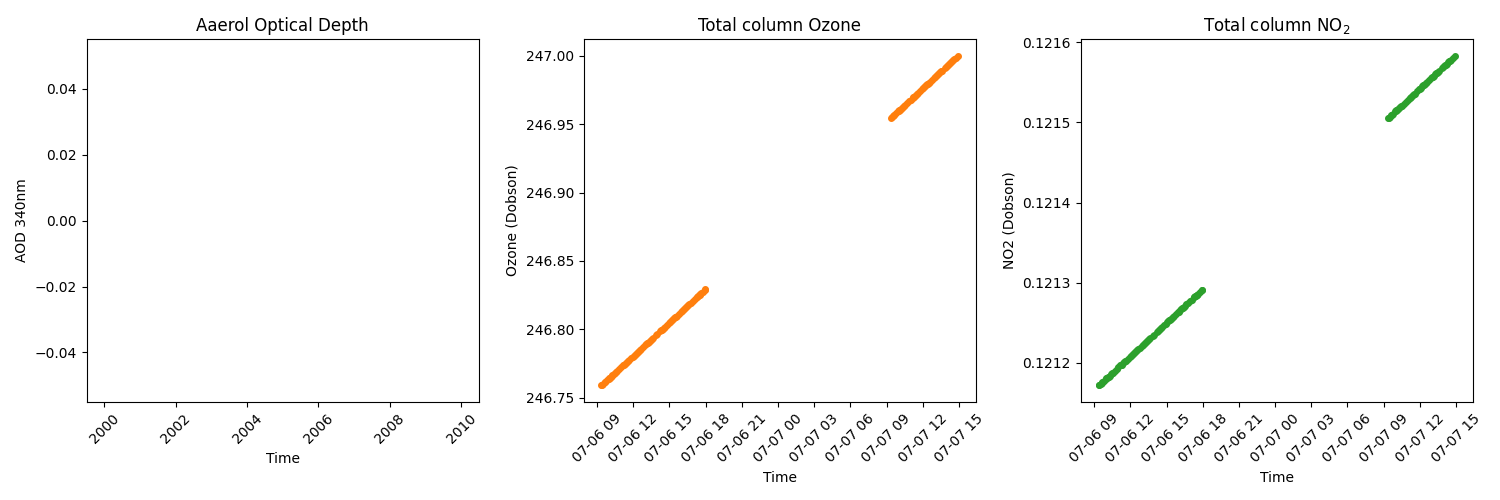 Aaerol Optical Depth
AOD 340nm
0.04
0.02
0.00
−0.02
−0.04
2000 2002 2004 2006 2008 2010
Time
Total column Ozone
Ozone (Dobson)
247.00
246.95
246.90
246.85
246.80
246.75
07-06 09 07-06 12 07-06 15 07-06 18 07-06 21 07-07 00 07-07 03 07-07 06 07-07 09 07-07 12 07-07 15
Time
Total column NO₂
NO2 (Dobson)
0.1216
0.1215
0.1214
0.1213
0.1212
07-06 09 07-06 12 07-06 15 07-06 18 07-06 21 07-07 00 07-07 03 07-07 06 07-07 09 07-07 12 07-07 15
Time